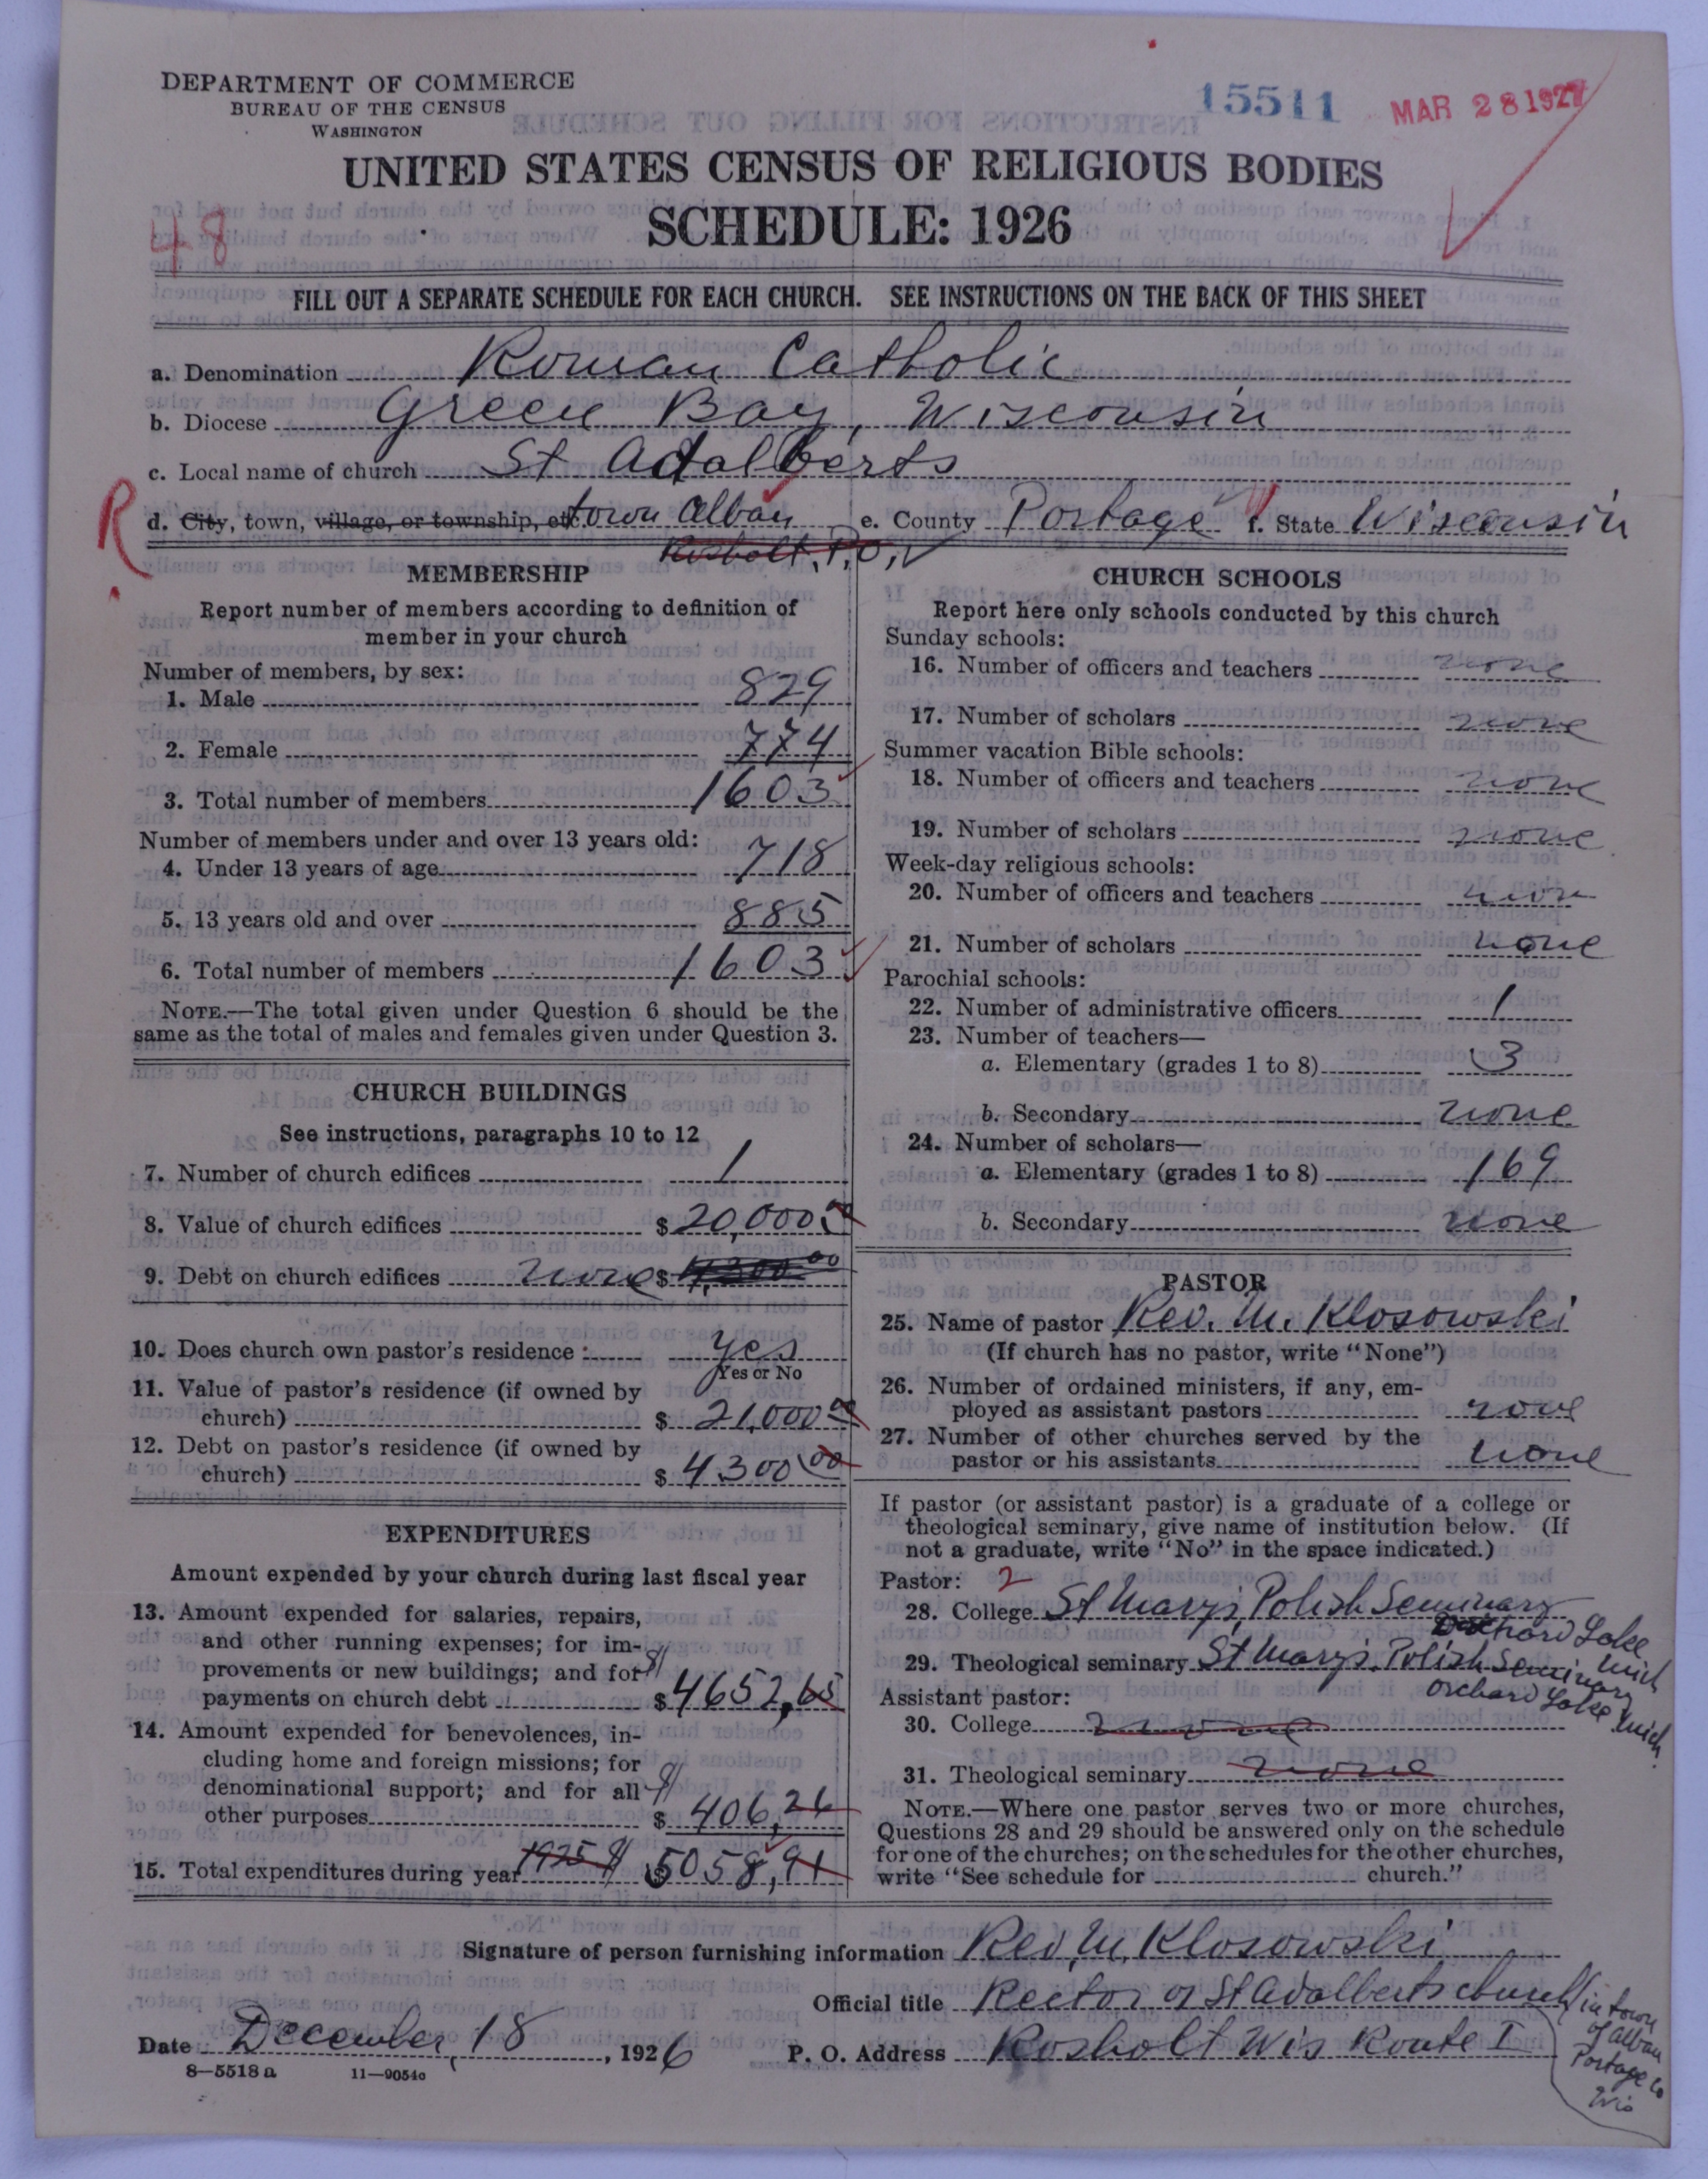 DEPARTMENT OF COMMERCE
BUREAU OF THE CENSUS
WASHINGTON
15511
MAR 28 1927
UNITED STATES CENSUS OF RELIGIOUS BODIES
SCHEDULE: 1926
48
FILL OUT A SEPARATE SCHEDULE FOR EACH CHURCH. SEE INSTRUCTIONS ON THE BACK OF THIS SHEET
a. Denomination Roman Catholic
b. Diocese Green Bay, Wisconsin
c. Local name of church St Adalberts
R
d. City, town, village, or township, etc. town Alban e. County Portage f. State Wisconsin
Rosholt, P.O,
MEMBERSHIP
Report number of members according to definition of
member in your church
Number of members, by sex:
1. Male 829
2. Female 774
3. Total number of members 1603
Number of members under and over 13 years old:
4. Under 13 years of age 718
5. 13 years old and over 885
6. Total number of members 1603
NOTE.—The total given under Question 6 should be the
same as the total of males and females given under Question 3.
CHURCH BUILDINGS
See instructions, paragraphs 10 to 12
7. Number of church edifices 1
8. Value of church edifices $20,000
9. Debt on church edifices none $4,300 00
10. Does church own pastor's residence yes
Yes or No
11. Value of pastor's residence (if owned by
church) $ 21,000 00
12. Debt on pastor's residence (if owned by
church) $ 4300 00
EXPENDITURES
Amount expended by your church during last fiscal year
13. Amount expended for salaries, repairs,
and other running expenses; for im-
provements or new buildings; and for
payments on church debt $4652,65
14. Amount expended for benevolences, in-
cluding home and foreign missions; for
denominational support; and for all
other purposes $ 406,26
15. Total expenditures during year 1925 $ 5058,91
CHURCH SCHOOLS
Report here only schools conducted by this church
Sunday schools:
16. Number of officers and teachers none
17. Number of scholars none
Summer vacation Bible schools:
18. Number of officers and teachers none
19. Number of scholars none
Week-day religious schools:
20. Number of officers and teachers none
21. Number of scholars none
Parochial schools:
22. Number of administrative officers 1
23. Number of teachers—
a. Elementary (grades 1 to 8) 3
b. Secondary none
24. Number of scholars—
a. Elementary (grades 1 to 8) 169
b. Secondary none
PASTOR
25. Name of pastor Rev. M. Klosowski
(If church has no pastor, write "None")
26. Number of ordained ministers, if any, em-
ployed as assistant pastors none
27. Number of other churches served by the
pastor or his assistants none
If pastor (or assistant pastor) is a graduate of a college or
theological seminary, give name of institution below. (If
not a graduate, write "No" in the space indicated.)
Pastor: 2
28. College St Mary's Polish Seminary
Orchard Lake Mich
29. Theological seminary St Mary's Polish Seminary
Orchard Lake Mich.
Assistant pastor:
30. College none
31. Theological seminary none
NOTE.—Where one pastor serves two or more churches,
Questions 28 and 29 should be answered only on the schedule
for one of the churches; on the schedules for the other churches,
write "See schedule for church."
Signature of person furnishing information Rev. M. Klosowski
Official title Rector of St Adalberts church
Date December 18, 1926 P. O. Address Rosholt Wis Route I
(in town
of Alban
Portage Co
Wis
8—5518 a 11—9054c